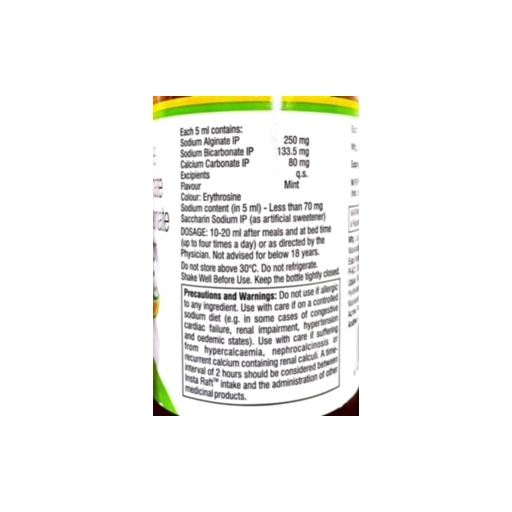 Each 5 ml contains:
Sodium Alginate IP 250 mg
Sodium Bicarbonate IP 133.5 mg
Calcium Carbonate IP 80 mg
Excipients q.s.
Flavour Mint
Colour: Erythrosine
Sodium content (in 5 ml) - Less than 70 mg
Saccharin Sodium IP (as artificial sweetener)
DOSAGE: 10-20 ml after meals and at bed time
(up to four times a day) or as directed by the
Physician. Not advised for below 18 years.
Do not store above 30°C. Do not refrigerate.
Shake Well Before Use. Keep the bottle tightly closed.
Precautions and Warnings: Do not use if allergic
to any ingredient. Use with care if on a controlled
sodium diet (e.g. in some cases of congestive
cardiac failure, renal impairment, hypertension
and oedemic states). Use with care if suffering
from hypercalcaemia, nephrocalcinosis or
recurrent calcium containing renal calculi. A time-
interval of 2 hours should be considered between
Insta Raft™ intake and the administration of other
medicinal products.